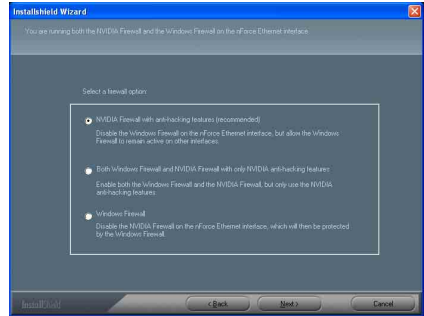 Installshield Wizard
You are running both the NVIDIA Firewall and the Windows Firewall on the nForce Ethernet interface.
Select a firewall option:
NVIDIA Firewall with anti-hacking features (recommended)
Disable the Windows Firewall on the nForce Ethernet interface, but allow the Windows
Firewall to remain active on other interfaces.
Both Windows Firewall and NVIDIA Firewall with only NVIDIA anti-hacking features
Enable both the Windows Firewall and the NVIDIA Firewall, but only use the NVIDIA
anti-hacking features
Windows Firewall
Disable the NVIDIA Firewall on the nForce Ethernet interface, which will then be protected
by the Windows Firewall.
InstallShield
< Back
Next >
Cancel